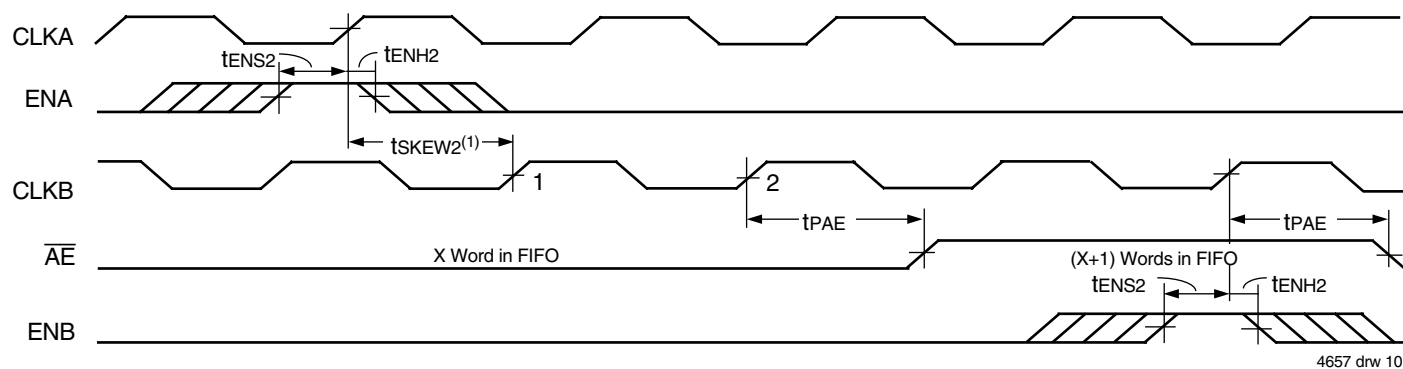 CLKA
tENS2 tENH2
ENA
tSKEW2(1)
CLKB 1 2
tPAE tPAE
AE X Word in FIFO (X+1) Words in FIFO
tENS2 tENH2
ENB
4657 drw 10